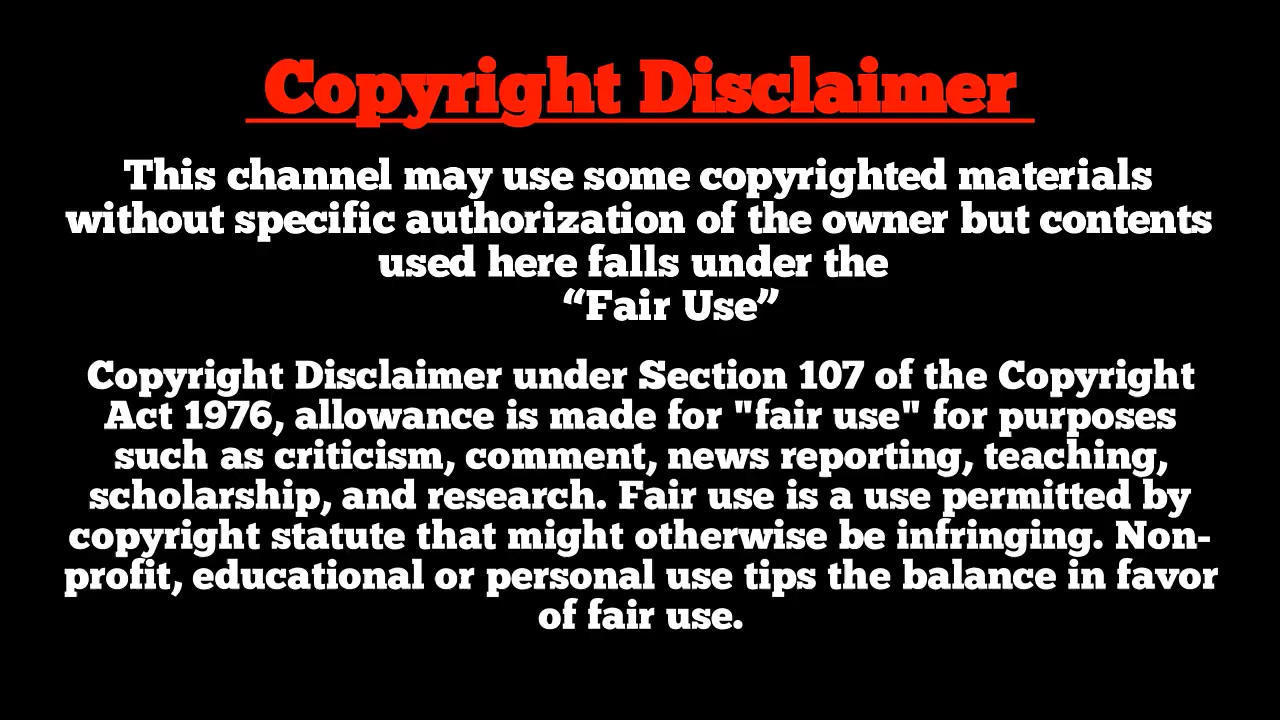 Copyright Disclaimer
This channel may use some copyrighted materials
without specific authorization of the owner but contents
used here falls under the
“Fair Use”
Copyright Disclaimer under Section 107 of the Copyright
Act 1976, allowance is made for "fair use" for purposes
such as criticism, comment, news reporting, teaching,
scholarship, and research. Fair use is a use permitted by
copyright statute that might otherwise be infringing. Non-
profit, educational or personal use tips the balance in favor
of fair use.